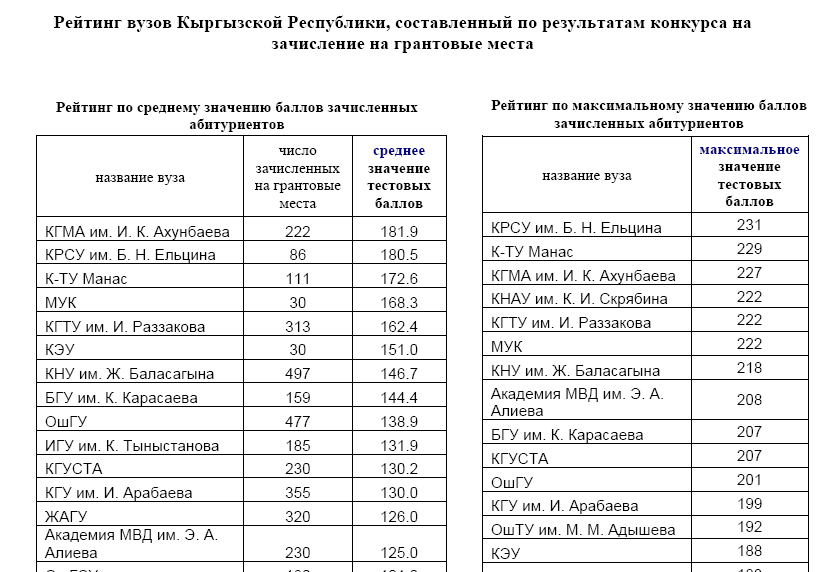 Рейтинг вузов Кыргызской Республики, составленный по результатам конкурса на
зачисление на грантовые места
Рейтинг по среднему значению баллов зачисленных
абитуриентов
название вуза
число
зачисленных
на грантовые
места
среднее
значение
тестовых
баллов
КГМА им. И. К. Ахунбаева 222 181.9
КРСУ им. Б. Н. Ельцина 86 180.5
К-ТУ Манас 111 172.6
МУК 30 168.3
КГТУ им. И. Раззакова 313 162.4
КЭУ 30 151.0
КНУ им. Ж. Баласагына 497 146.7
БГУ им. К. Карасаева 159 144.4
ОшГУ 477 138.9
ИГУ им. К. Тыныстанова 185 131.9
КГУСТА 230 130.2
КГУ им. И. Арабаева 355 130.0
ЖАГУ 320 126.0
Академия МВД им. Э. А.
Алиева 230 125.0
Рейтинг по максимальному значению баллов
зачисленных абитуриентов
название вуза
максимальное
значение
тестовых
баллов
КРСУ им. Б. Н. Ельцина 231
К-ТУ Манас 229
КГМА им. И. К. Ахунбаева 227
КНАУ им. К. И. Скрябина 222
КГТУ им. И. Раззакова 222
МУК 222
КНУ им. Ж. Баласагына 218
Академия МВД им. Э. А.
Алиева 208
БГУ им. К. Карасаева 207
КГУСТА 207
ОшГУ 201
КГУ им. И. Арабаева 199
ОшТУ им. М. М. Адышева 192
КЭУ 188